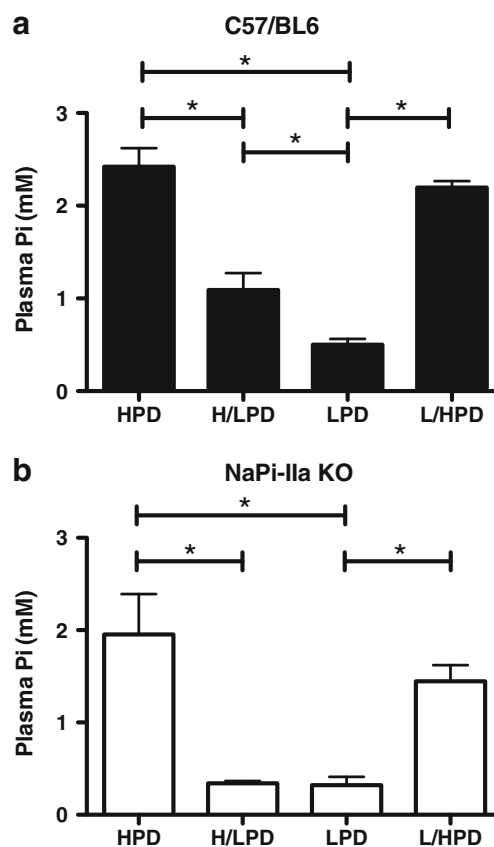 a
C57/BL6
*
* *
*
3
2
1
0
Plasma Pi (mM)
HPD H/LPD LPD L/HPD
b
NaPi-IIa KO
*
* *
3
2
1
0
Plasma Pi (mM)
HPD H/LPD LPD L/HPD